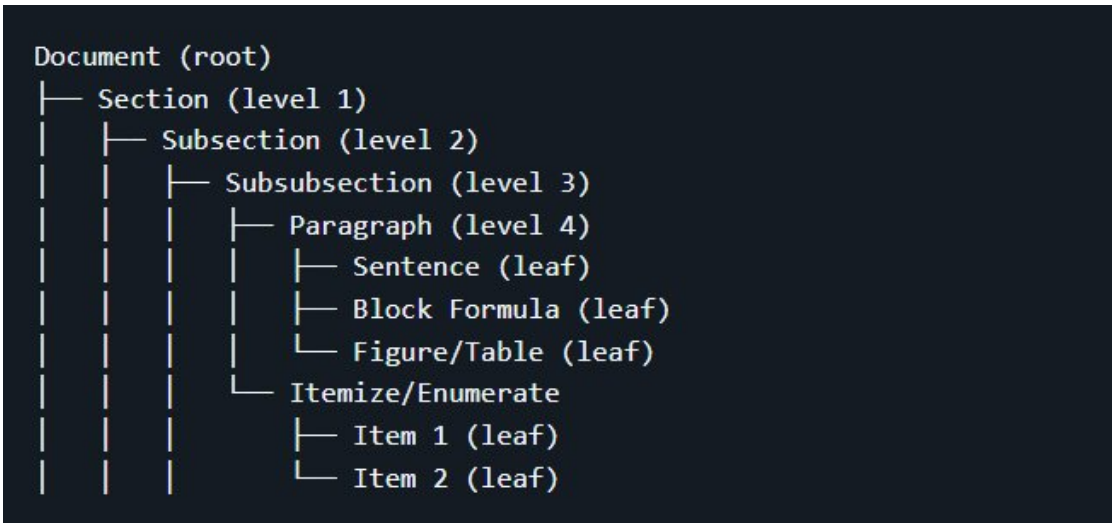 Document (root)
├── Section (level 1)
│   ├── Subsection (level 2)
│   │   ├── Subsubsection (level 3)
│   │   │   ├── Paragraph (level 4)
│   │   │   │   ├── Sentence (leaf)
│   │   │   │   ├── Block Formula (leaf)
│   │   │   │   └── Figure/Table (leaf)
│   │   │   └── Itemize/Enumerate
│   │   │       ├── Item 1 (leaf)
│   │   │       └── Item 2 (leaf)